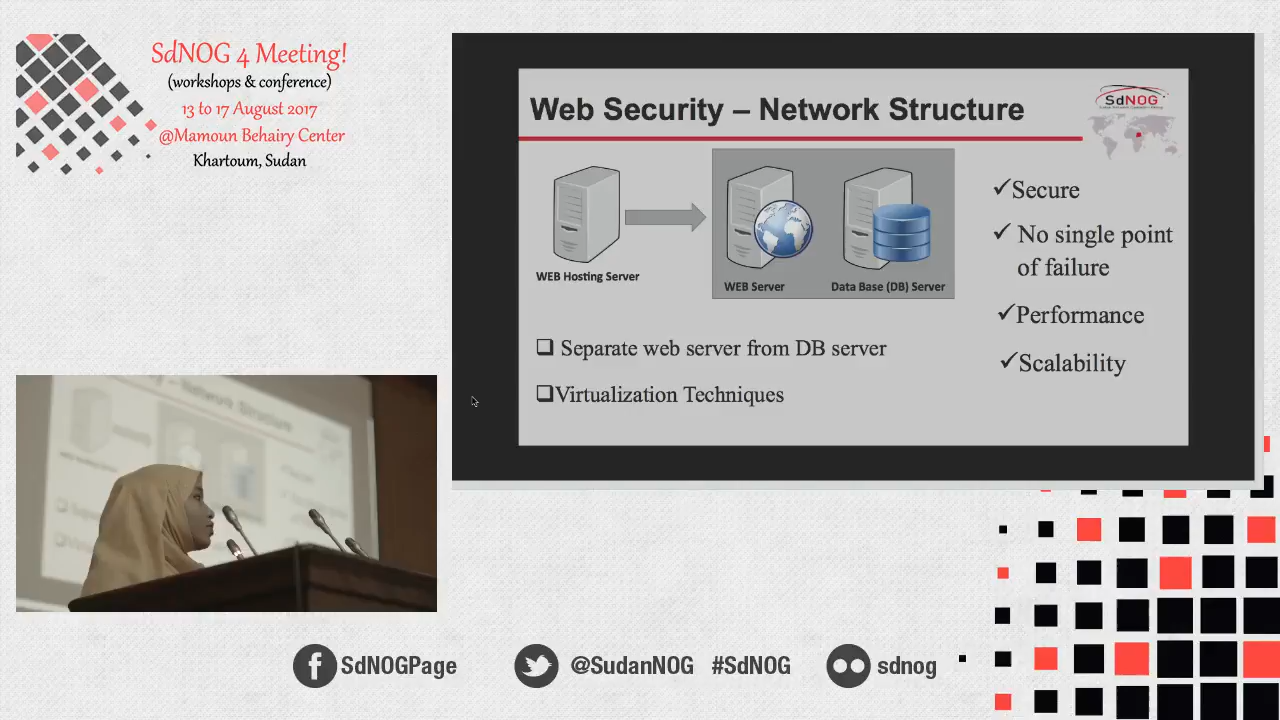 SdNOG 4 Meeting!
(workshops & conference)
13 to 17 August 2017
@Mamoun Behairy Center
Khartoum, Sudan
Web Security – Network Structure
SdNOG
WEB Hosting Server
WEB Server
Data Base (DB) Server
Separate web server from DB server
Virtualization Techniques
✓Secure
✓ No single point
of failure
✓Performance
✓Scalability
Network Structure
SdNOGPage
@SudanNOG #SdNOG
sdnog